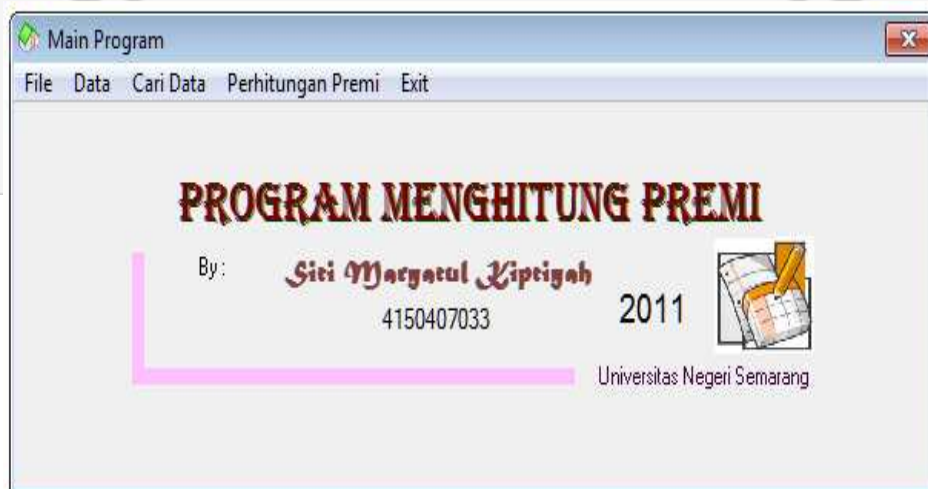 Main Program
File Data Cari Data Perhitungan Premi Exit
PROGRAM MENGHITUNG PREMI
By : Siti Maryatul Kiptiyah
4150407033
2011
Universitas Negeri Semarang